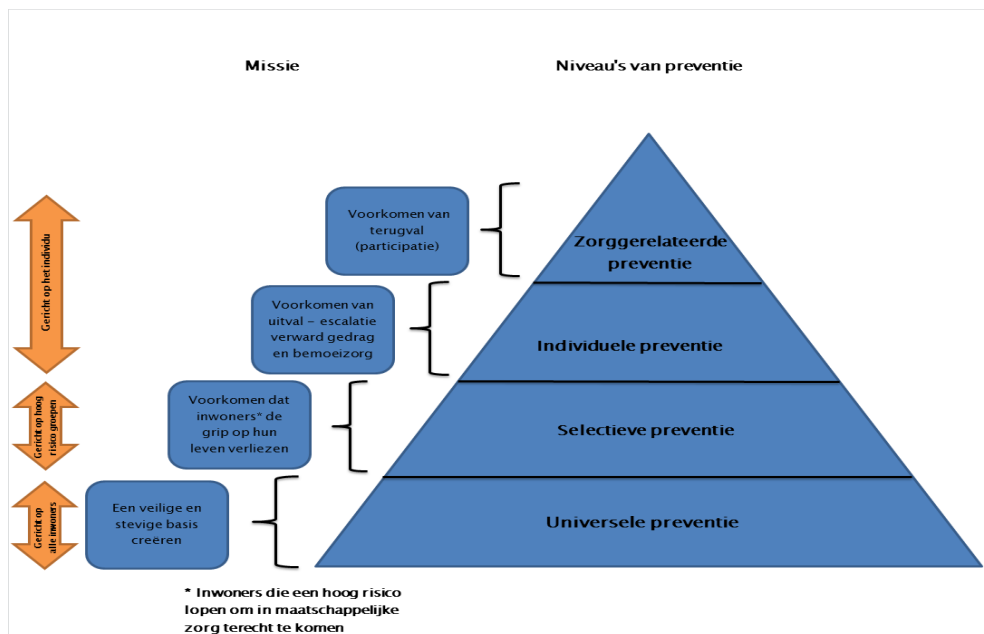 Missie
Niveau's van preventie
Voorkomen van
terugval
(participatie)
Zorggerelateerde
preventie
Gericht op het individu
Voorkomen van
uitval – escalatie
verward gedrag
en bemoeizorg
Individuele preventie
Voorkomen dat
inwoners* de
grip op hun
leven verliezen
Selectieve preventie
Gericht op hoog
risico groepen
Een veilige en
stevige basis
creëren
Universele preventie
Gericht op
alle inwoners
* Inwoners die een hoog risico
lopen om in maatschappelijke
zorg terecht te komen